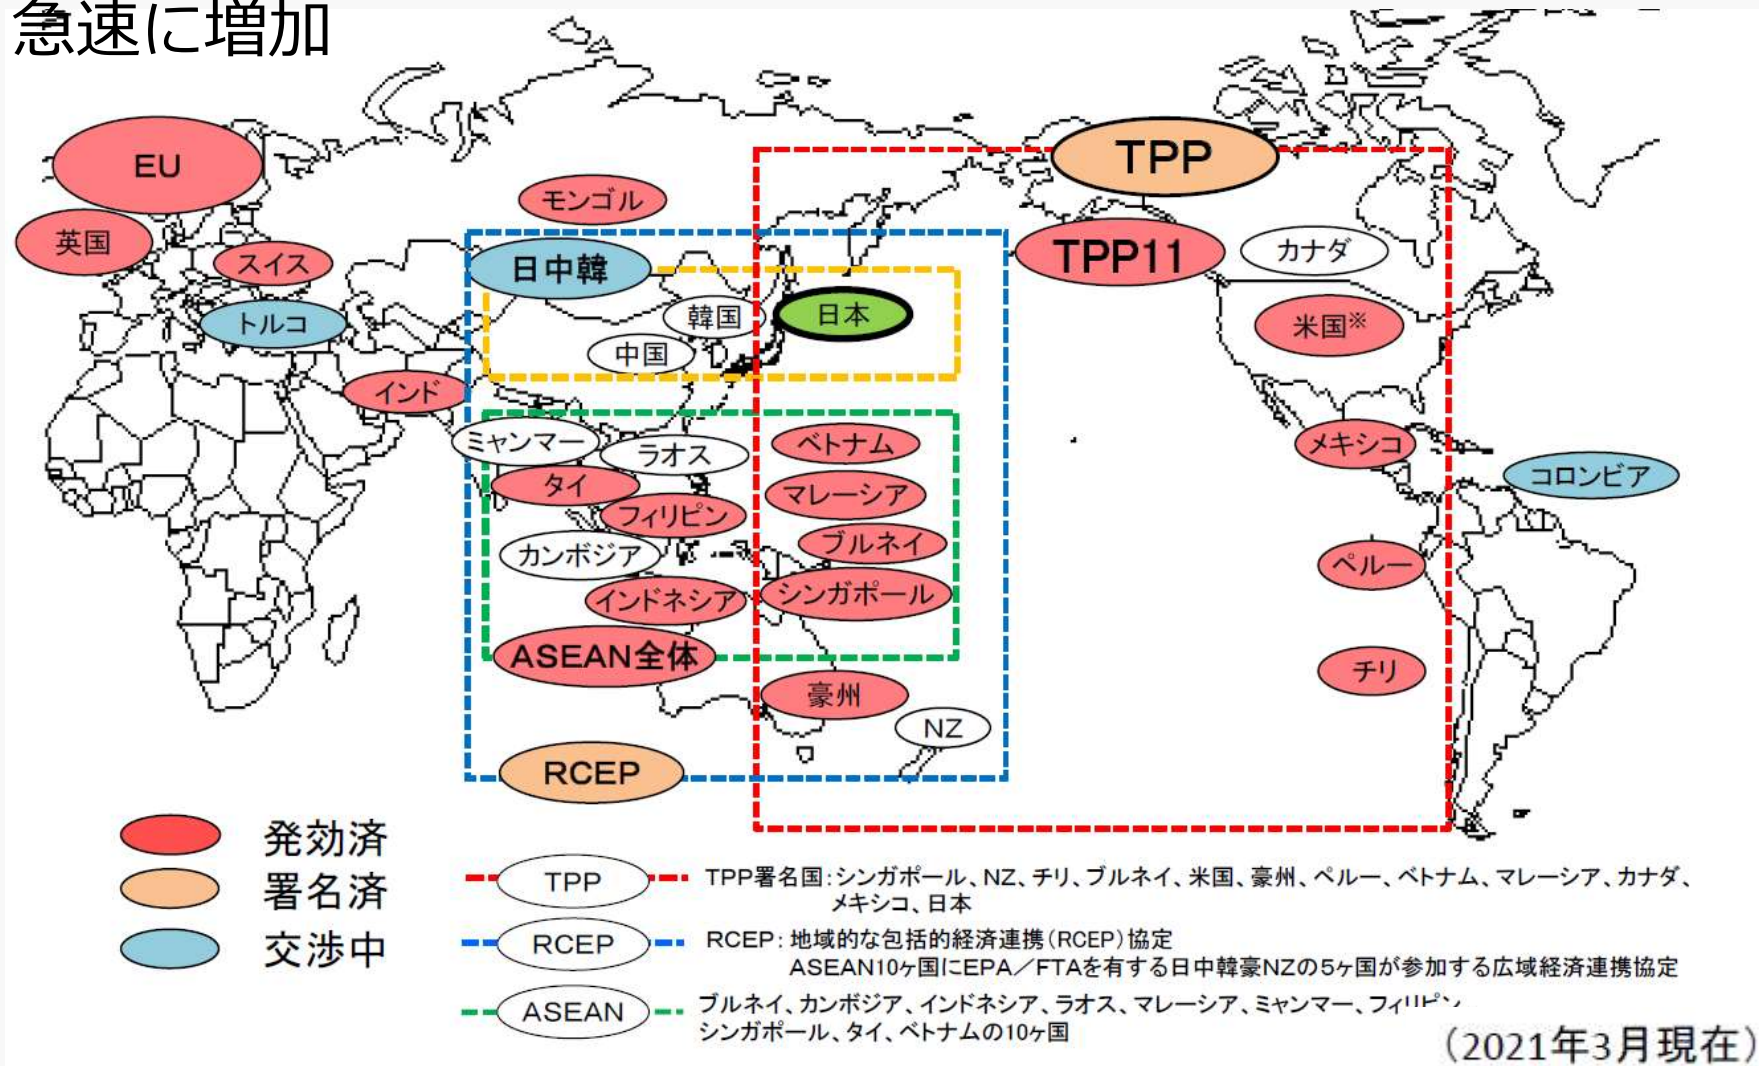 急速に増加
EU
TPP
モンゴル
英国
スイス
日中韓
TPP11
カナダ
トルコ
韓国
日本
米国※
中国
インド
ミャンマー
ラオス
ベトナム
メキシコ
コロンビア
タイ
マレーシア
フィリピン
カンボジア
ブルネイ
ペルー
インドネシア
シンガポール
ASEAN全体
豪州
チリ
NZ
RCEP
発効済
署名済
交渉中
TPP
TPP署名国:シンガポール、NZ、チリ、ブルネイ、米国、豪州、ペルー、ベトナム、マレーシア、カナダ、
メキシコ、日本
RCEP
RCEP: 地域的な包括的経済連携(RCEP)協定
ASEAN10ヶ国にEPA/FTAを有する日中韓豪NZの5ヶ国が参加する広域経済連携協定
ASEAN
ブルネイ、カンボジア、インドネシア、ラオス、マレーシア、ミャンマー、フィリピン
シンガポール、タイ、ベトナムの10ヶ国
(2021年3月現在)